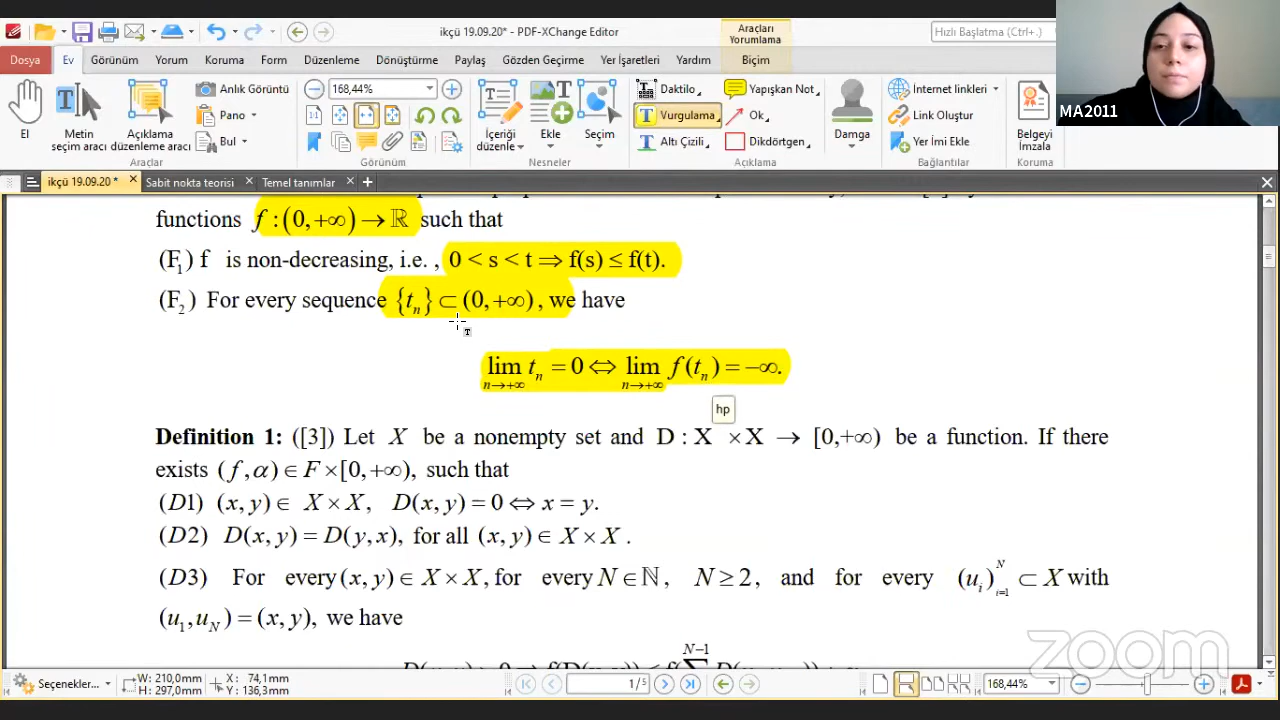 ikçü 19.09.20* - PDF-XChange Editor
Araçları
Yorumlama
Hızlı Başlatma (Ctrl+.)
Dosya Ev Görünüm Yorum Koruma Form Düzenleme Dönüştürme Paylaş Gözden Geçirme Yer İşaretleri Yardım Biçim
El
Metin
seçim aracı
Açıklama
düzenleme aracı
Araçlar
Anlık Görüntü
Pano
Bul
168,44%
Görünüm
İçeriği
düzenle
Ekle
Seçim
Nesneler
Daktilo
Vurgulama
Altı Çizili
Yapışkan Not
Ok
Dikdörtgen
Açıklama
Damga
Internet linkleri
Link Oluştur
Yer İmi Ekle
Bağlantılar
Belgeyi
İmzala
Koruma
MA2011
ikçü 19.09.20 * Sabit nokta teorisi Temel tanımlar
functions f : (0,+∞) → ℝ such that
(F₁) f is non-decreasing, i.e. , 0 < s < t ⇒ f(s) ≤ f(t).
(F₂) For every sequence {tₙ} ⊂ (0,+∞) , we have
lim n→+∞ tₙ = 0 ⇔ lim n→+∞ f(tₙ) = −∞.
hp
Definition 1: ([3]) Let X be a nonempty set and D : X × X → [0,+∞) be a function. If there
exists (f,α) ∈ F × [0,+∞), such that
(D1) (x, y) ∈ X × X, D(x, y) = 0 ⇔ x = y.
(D2) D(x, y) = D(y, x), for all (x, y) ∈ X × X .
(D3) For every (x, y) ∈ X × X, for every N ∈ ℕ, N ≥ 2, and for every (uᵢ)ᵢ₌₁ᴺ ⊂ X with
(u₁, u_N) = (x, y), we have
N−1
zoom
Seçenekler...
W: 210,0mm
H: 297,0mm
X: 74,1mm
Y: 136,3mm
1 / 5
168,44%